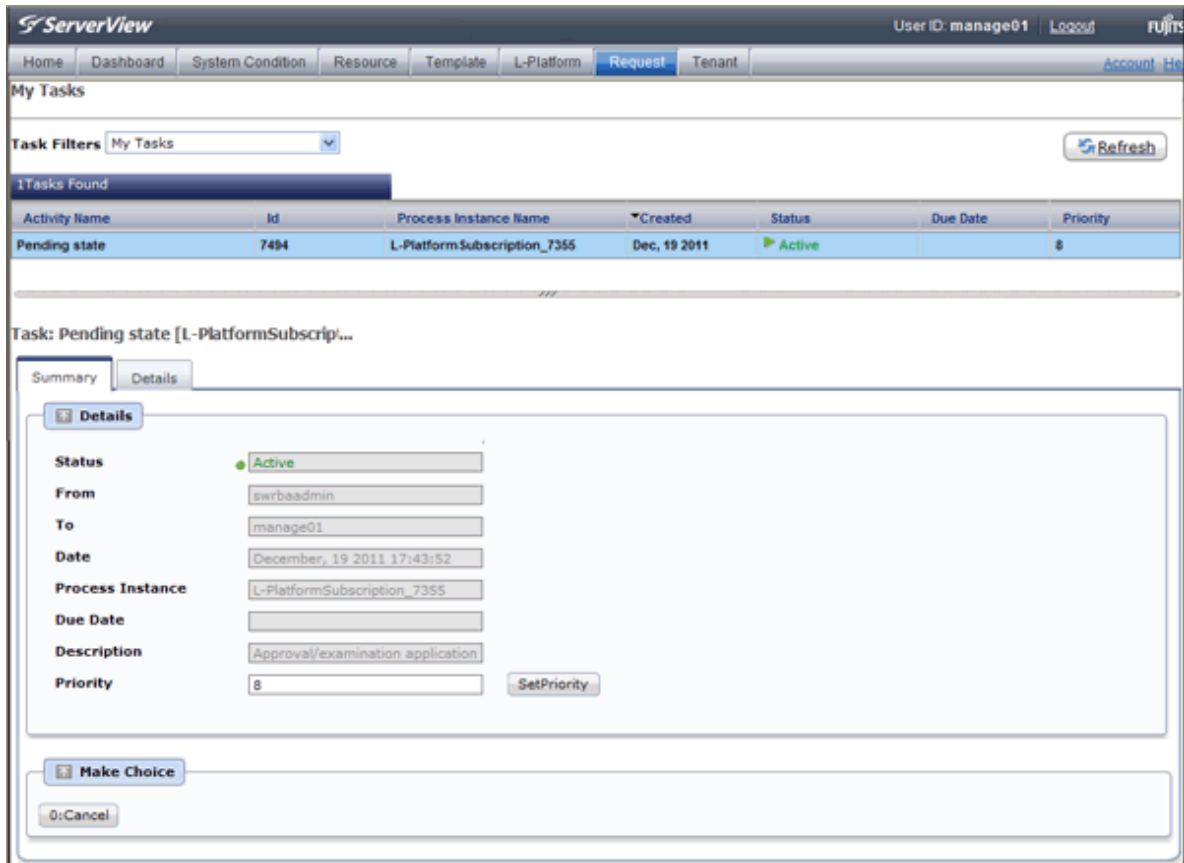 ServerView User ID: manage01 Logout
Home Dashboard System Condition Resource Template L-Platform Request Tenant Account
My Tasks
Task Filters My Tasks Refresh
1Tasks Found
Activity Name Id Process Instance Name Created Status Due Date Priority
Pending state 7494 L-PlatformSubscription_7355 Dec, 19 2011 Active 8
Task: Pending state [L-PlatformSubscrip'...
Summary Details
Details
Status Active
From swrbaadmin
To manage01
Date December, 19 2011 17:43:52
Process Instance L-PlatformSubscription_7355
Due Date
Description Approval/examination application
Priority 8 SetPriority
Make Choice
0:Cancel